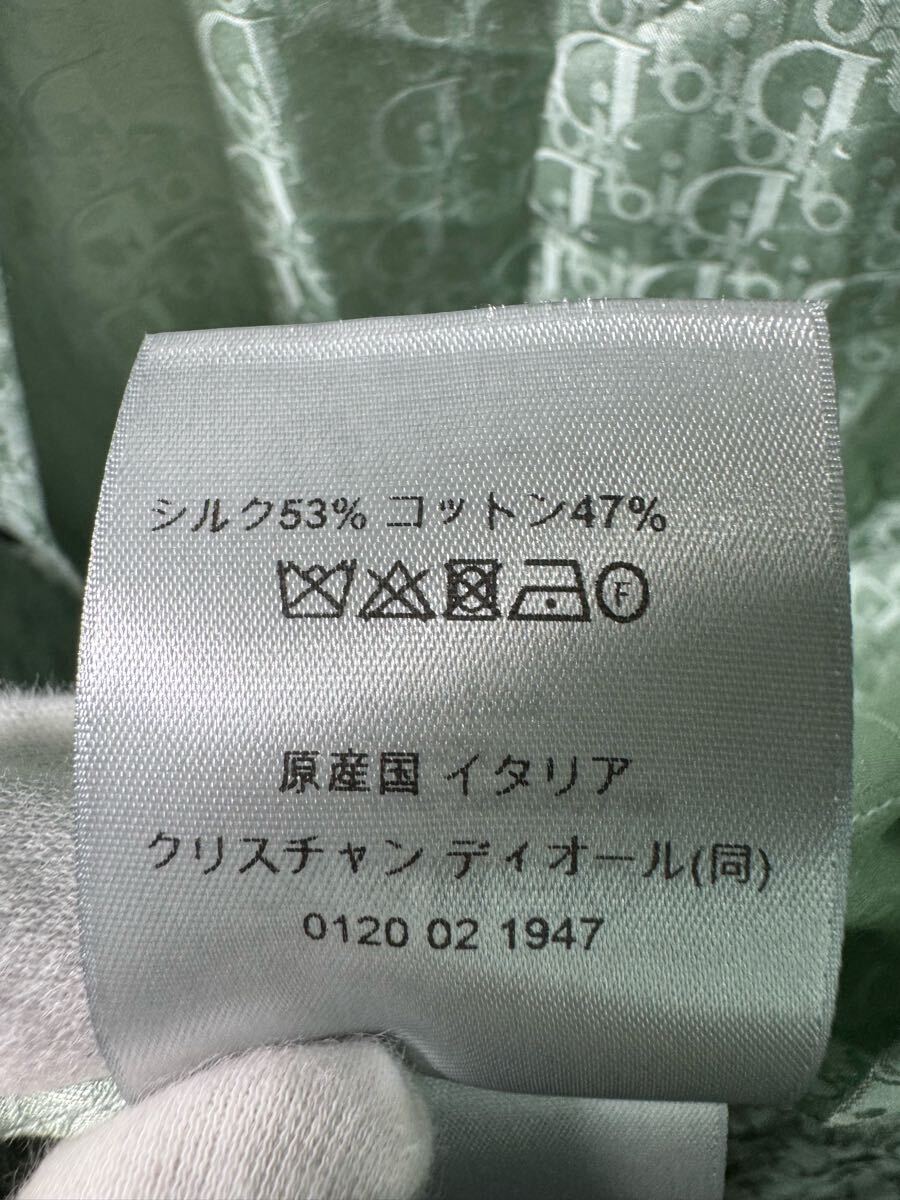 シルク53% コットン47%
F
原産国 イタリア
クリスチャン ディオール(同)
0120 02 1947